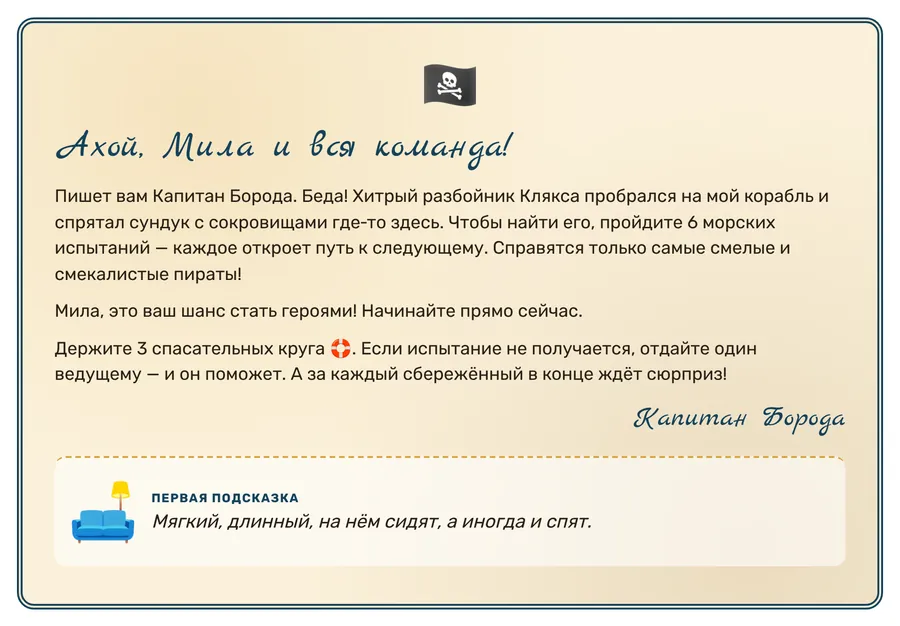 Ахой, Мила и вся команда!
Пишет вам Капитан Борода. Беда! Хитрый разбойник Клякса пробрался на мой корабль и
спрятал сундук с сокровищами где-то здесь. Чтобы найти его, пройдите 6 морских
испытаний — каждое откроет путь к следующему. Справятся только самые смелые и
смекалистые пираты!
Мила, это ваш шанс стать героями! Начинайте прямо сейчас.
Держите 3 спасательных круга 🛟. Если испытание не получается, отдайте один
ведущему — и он поможет. А за каждый сбережённый в конце ждёт сюрприз!
Капитан Борода
ПЕРВАЯ ПОДСКАЗКА
Мягкий, длинный, на нём сидят, а иногда и спят.